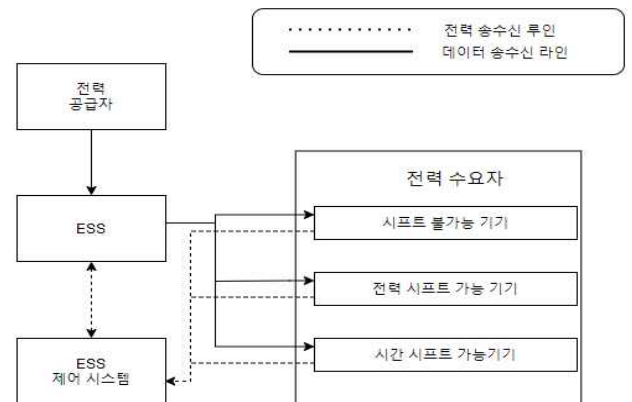 전력 송수신 루인
데이터 송수신 라인
전력
공급자
전력 수요자
ESS
시프트 불가능 기기
전력 시프트 가능 기기
시간 시프트 가능기기
ESS
제어 시스템